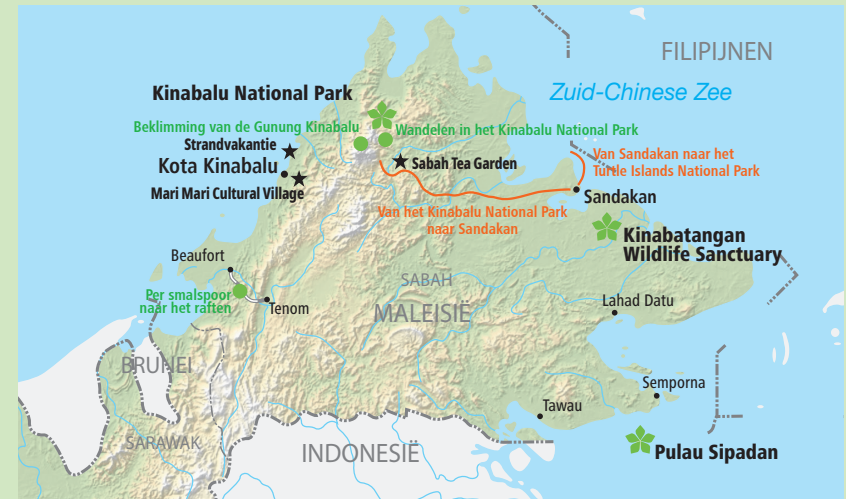 FILIPIJNEN
Zuid-Chinese Zee
Kinabalu National Park
Beklimming van de Gunung Kinabalu
Wandelen in het Kinabalu National Park
Strandvakantie
Kota Kinabalu
Sabah Tea Garden
Mari Mari Cultural Village
Van Sandakan naar het
Turtle Islands National Park
Sandakan
Van het Kinabalu National Park
naar Sandakan
Kinabatangan
Wildlife Sanctuary
Beaufort
SABAH
Per smalspoor
naar het raften
Tenom
MALEISIË
Lahad Datu
BRUNEI
Semporna
Tawau
SARAWAK
INDONESIË
Pulau Sipadan